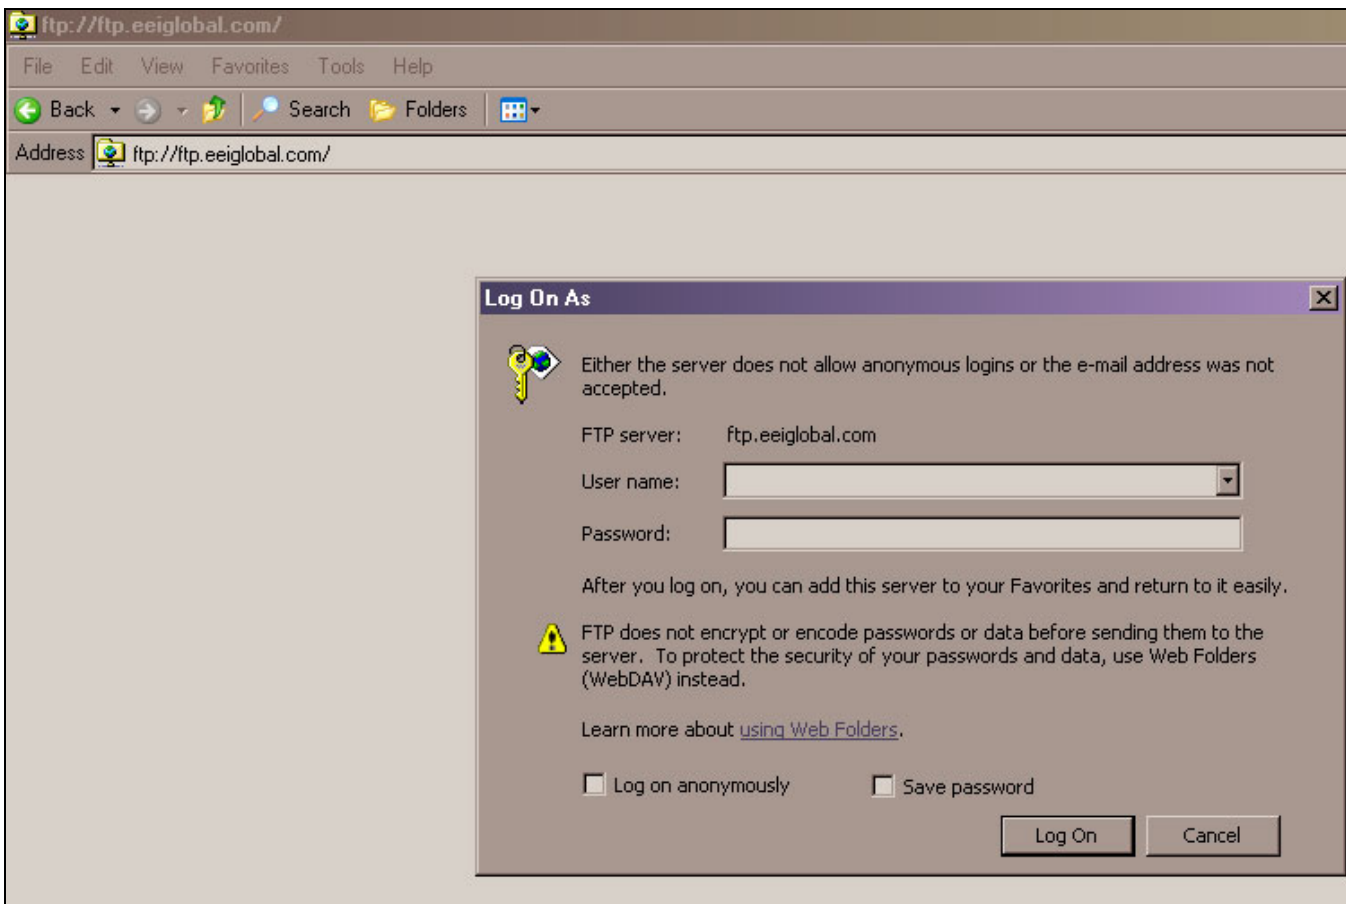 ftp://ftp.eeiglobal.com/
File Edit View Favorites Tools Help
Back Search Folders
Address ftp://ftp.eeiglobal.com/
Log On As
Either the server does not allow anonymous logins or the e-mail address was not
accepted.
FTP server: ftp.eeiglobal.com
User name:
Password:
After you log on, you can add this server to your Favorites and return to it easily.
FTP does not encrypt or encode passwords or data before sending them to the
server. To protect the security of your passwords and data, use Web Folders
(WebDAV) instead.
Learn more about using Web Folders.
Log on anonymously Save password
Log On Cancel